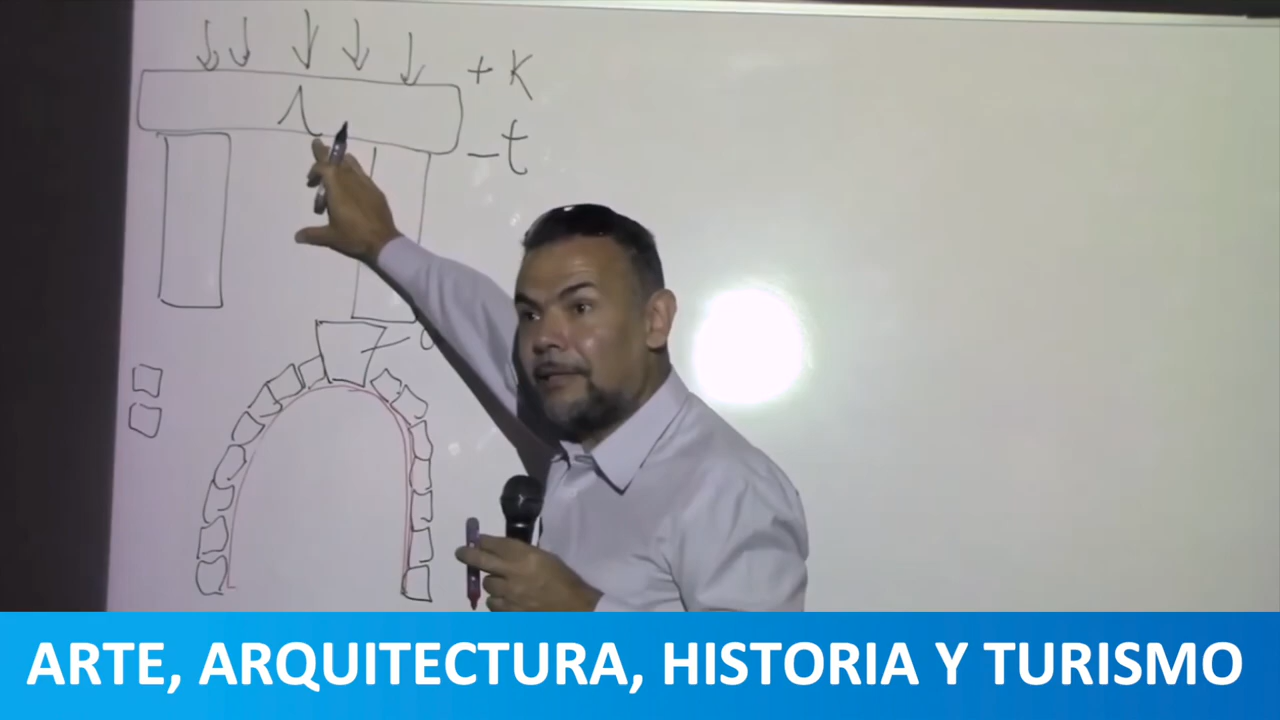 + K
- t
ARTE, ARQUITECTURA, HISTORIA Y TURISMO